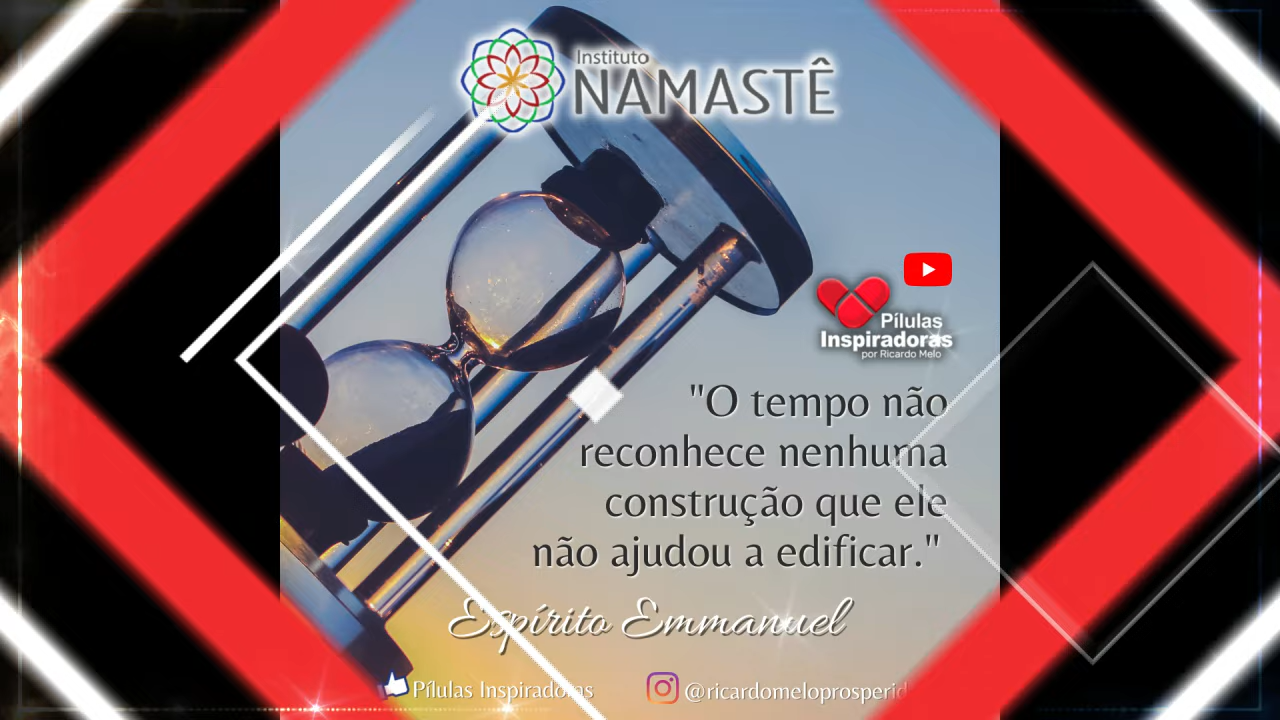 Instituto
NAMASTÊ
Pílulas
Inspiradoras
por Ricardo Melo
"O tempo não
reconhece nenhuma
construção que ele
não ajudou a edificar."
Espírito Emmanuel
Pílulas Inspiradoras